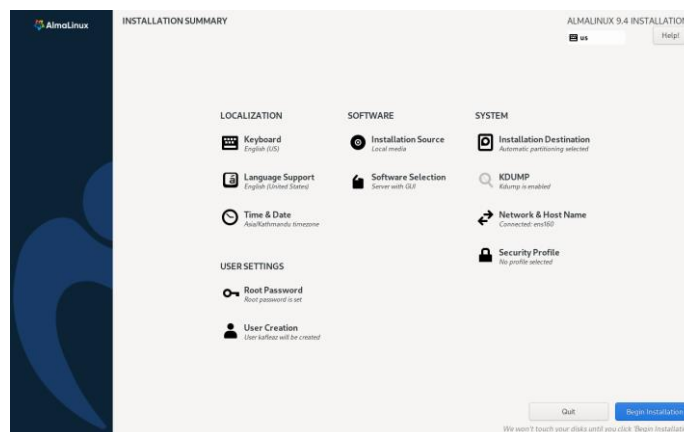 AlmaLinux
INSTALLATION SUMMARY
ALMALINUX 9.4 INSTALLATION
us
Help!
LOCALIZATION
Keyboard
English (US)
Language Support
English (United States)
Time & Date
Asia/Kathmandu timezone
SOFTWARE
Installation Source
Local media
Software Selection
Server with GUI
SYSTEM
Installation Destination
Automatic partitioning selected
KDUMP
Kdump is enabled
Network & Host Name
Connected: ens160
Security Profile
No profile selected
USER SETTINGS
Root Password
Root password is set
User Creation
User kafleaz will be created
Quit
Begin Installation
We won't touch your disks until you click 'Begin Installati